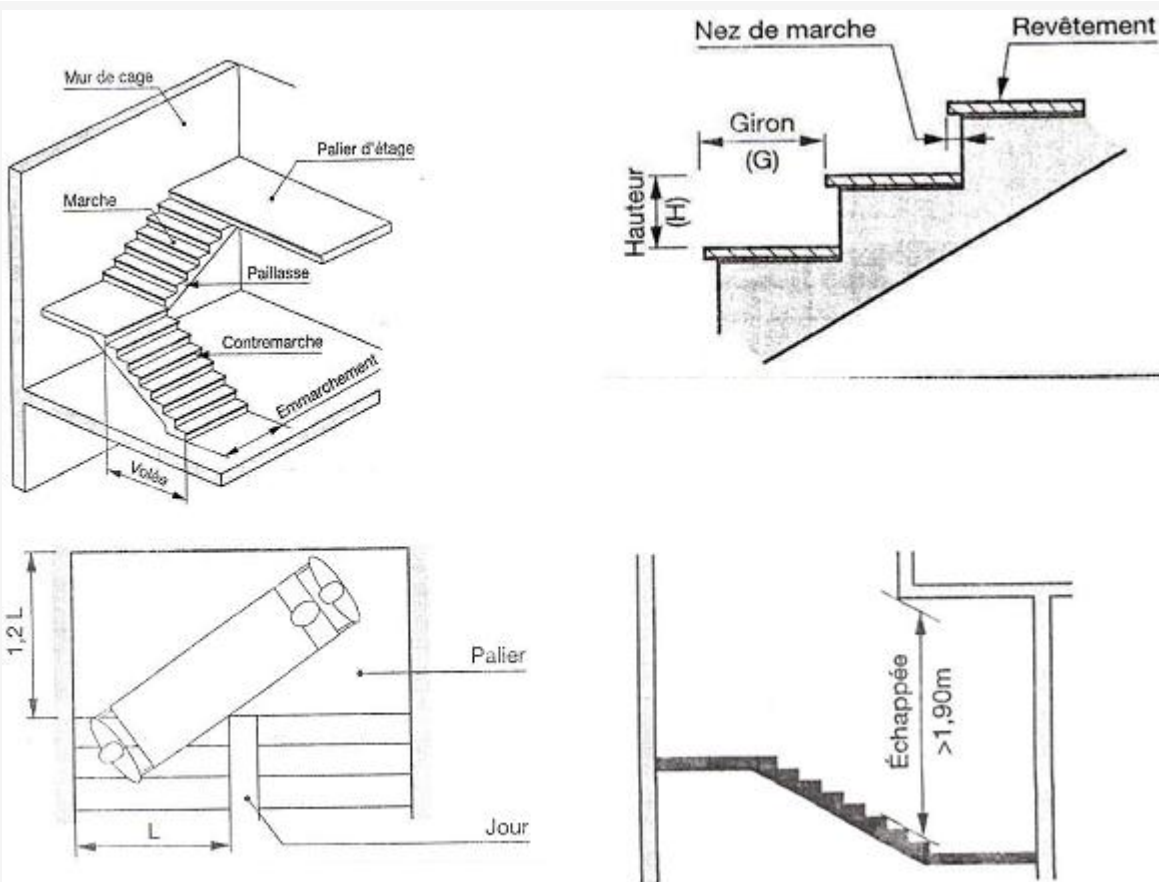 Mur de cage
Palier d'étage
Marche
Paillasse
Contremarche
Emmarchement
Volée
Nez de marche
Revêtement
Giron
(G)
Hauteur
(H)
1,2 L
Palier
L
Jour
Échappée
>1,90m